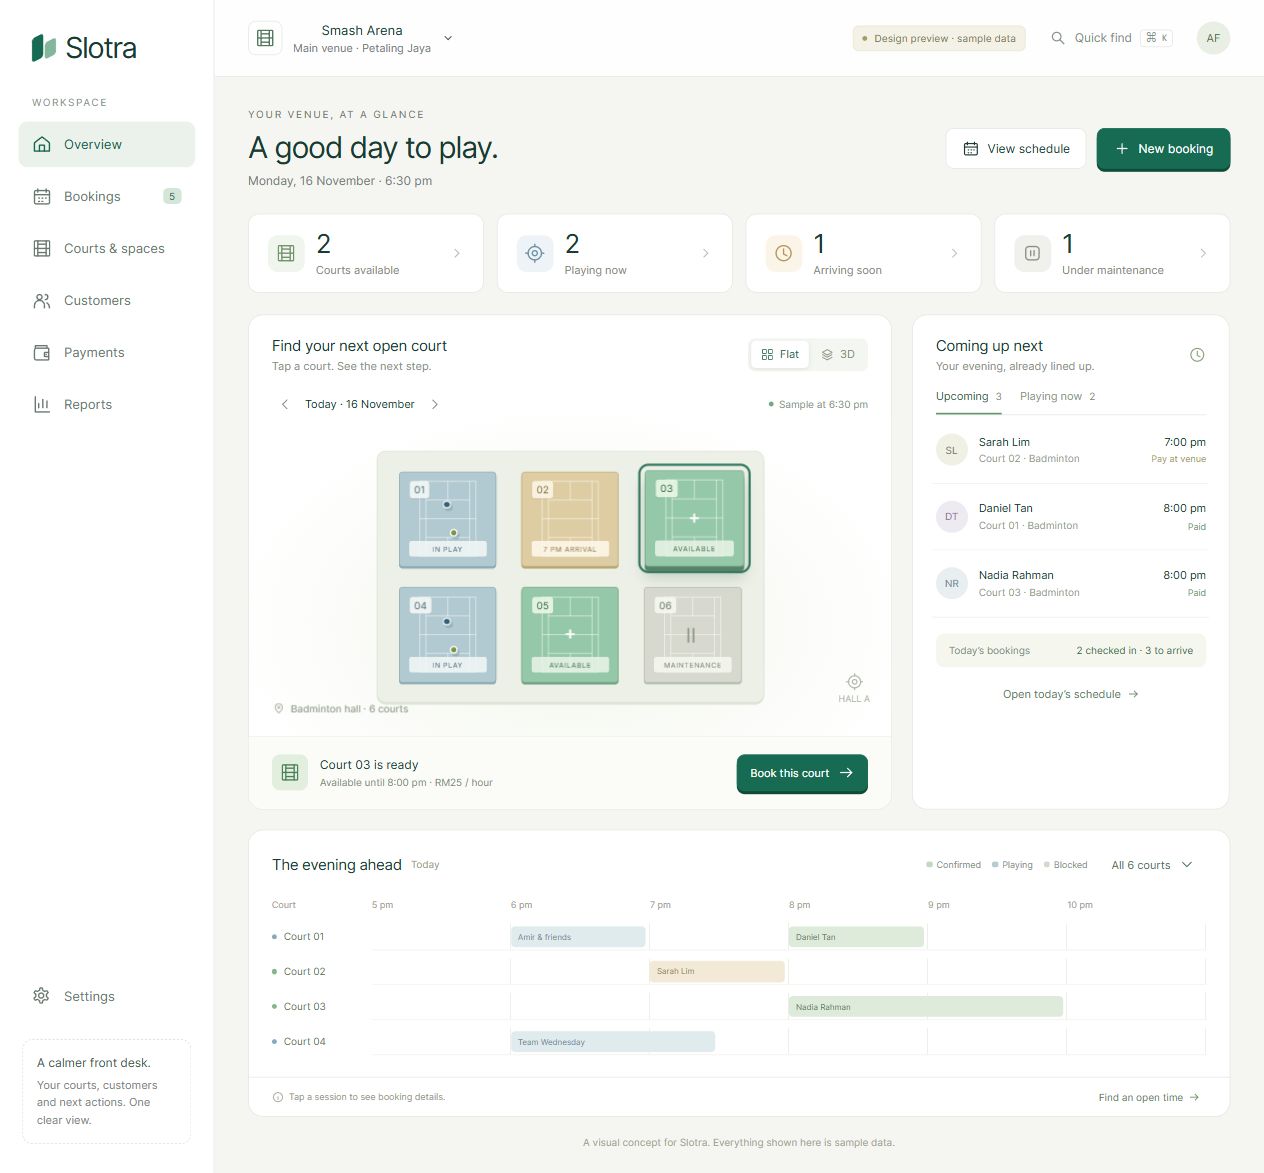 Slotra
WORKSPACE
Overview
Bookings 5
Courts & spaces
Customers
Payments
Reports
Settings
A calmer front desk.
Your courts, customers
and next actions. One
clear view.
Smash Arena
Main venue · Petaling Jaya
Design preview · sample data
Quick find ⌘ K
AF
YOUR VENUE, AT A GLANCE
A good day to play.
Monday, 16 November · 6:30 pm
View schedule
+ New booking
2
Courts available
2
Playing now
1
Arriving soon
1
Under maintenance
Find your next open court
Tap a court. See the next step.
Flat
3D
Today · 16 November
Sample at 6:30 pm
01
IN PLAY
02
7 PM ARRIVAL
03
AVAILABLE
04
IN PLAY
05
AVAILABLE
06
MAINTENANCE
Badminton hall · 6 courts
HALL A
Court 03 is ready
Available until 8:00 pm · RM25 / hour
Book this court →
Coming up next
Your evening, already lined up.
Upcoming 3 Playing now 2
SL
Sarah Lim 7:00 pm
Court 02 · Badminton Pay at venue
DT
Daniel Tan 8:00 pm
Court 01 · Badminton Paid
NR
Nadia Rahman 8:00 pm
Court 03 · Badminton Paid
Today's bookings 2 checked in · 3 to arrive
Open today's schedule →
The evening ahead Today
Confirmed Playing Blocked All 6 courts
Court 5 pm 6 pm 7 pm 8 pm 9 pm 10 pm
Court 01 Amir & friends Daniel Tan
Court 02 Sarah Lim
Court 03 Nadia Rahman
Court 04 Team Wednesday
Tap a session to see booking details. Find an open time →
A visual concept for Slotra. Everything shown here is sample data.